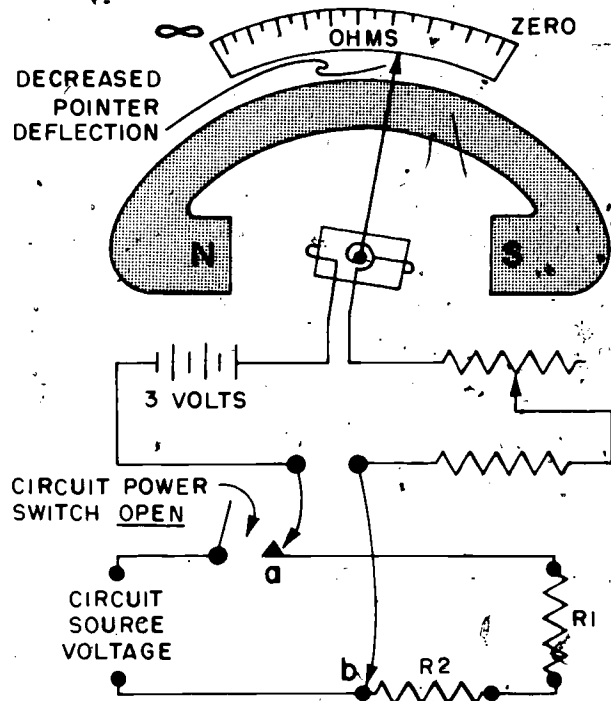 ∞ OHMS ZERO
DECREASED
POINTER
DEFLECTION
N S
3 VOLTS
CIRCUIT POWER
SWITCH OPEN
a
CIRCUIT
SOURCE
VOLTAGE
R1
b R2